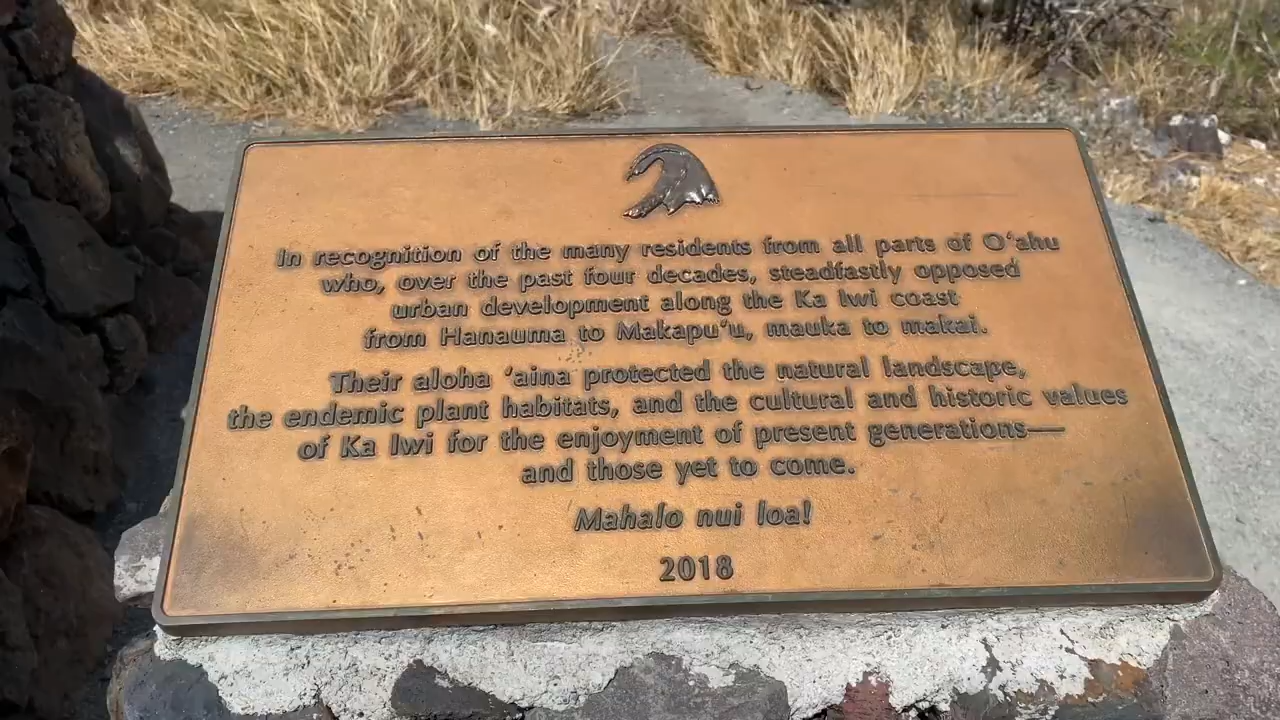 In recognition of the many residents from all parts of Oʻahu
who, over the past four decades, steadfastly opposed
urban development along the Ka Iwi coast
from Hanauma to Makapuʻu, mauka to makai.
Their aloha ʻaina protected the natural landscape,
the endemic plant habitats, and the cultural and historic values
of Ka Iwi for the enjoyment of present generations—
and those yet to come.
Mahalo nui loa!
2018